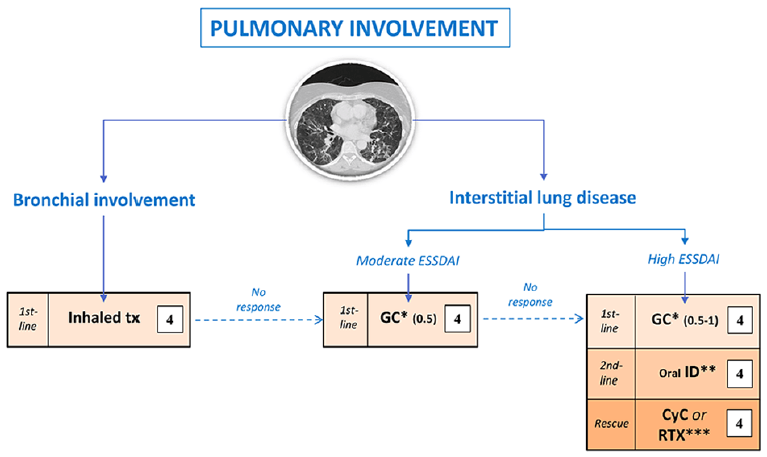 PULMONARY INVOLVEMENT
Bronchial involvement
Interstitial lung disease
Moderate ESSDAI
High ESSDAI
1st-
line
Inhaled tx
4
No
response
1st-
line
GC* (0.5)
4
No
response
1st-
line
GC* (0.5-1)
4
2nd-
line
Oral ID**
4
Rescue
CyC or
RTX***
4